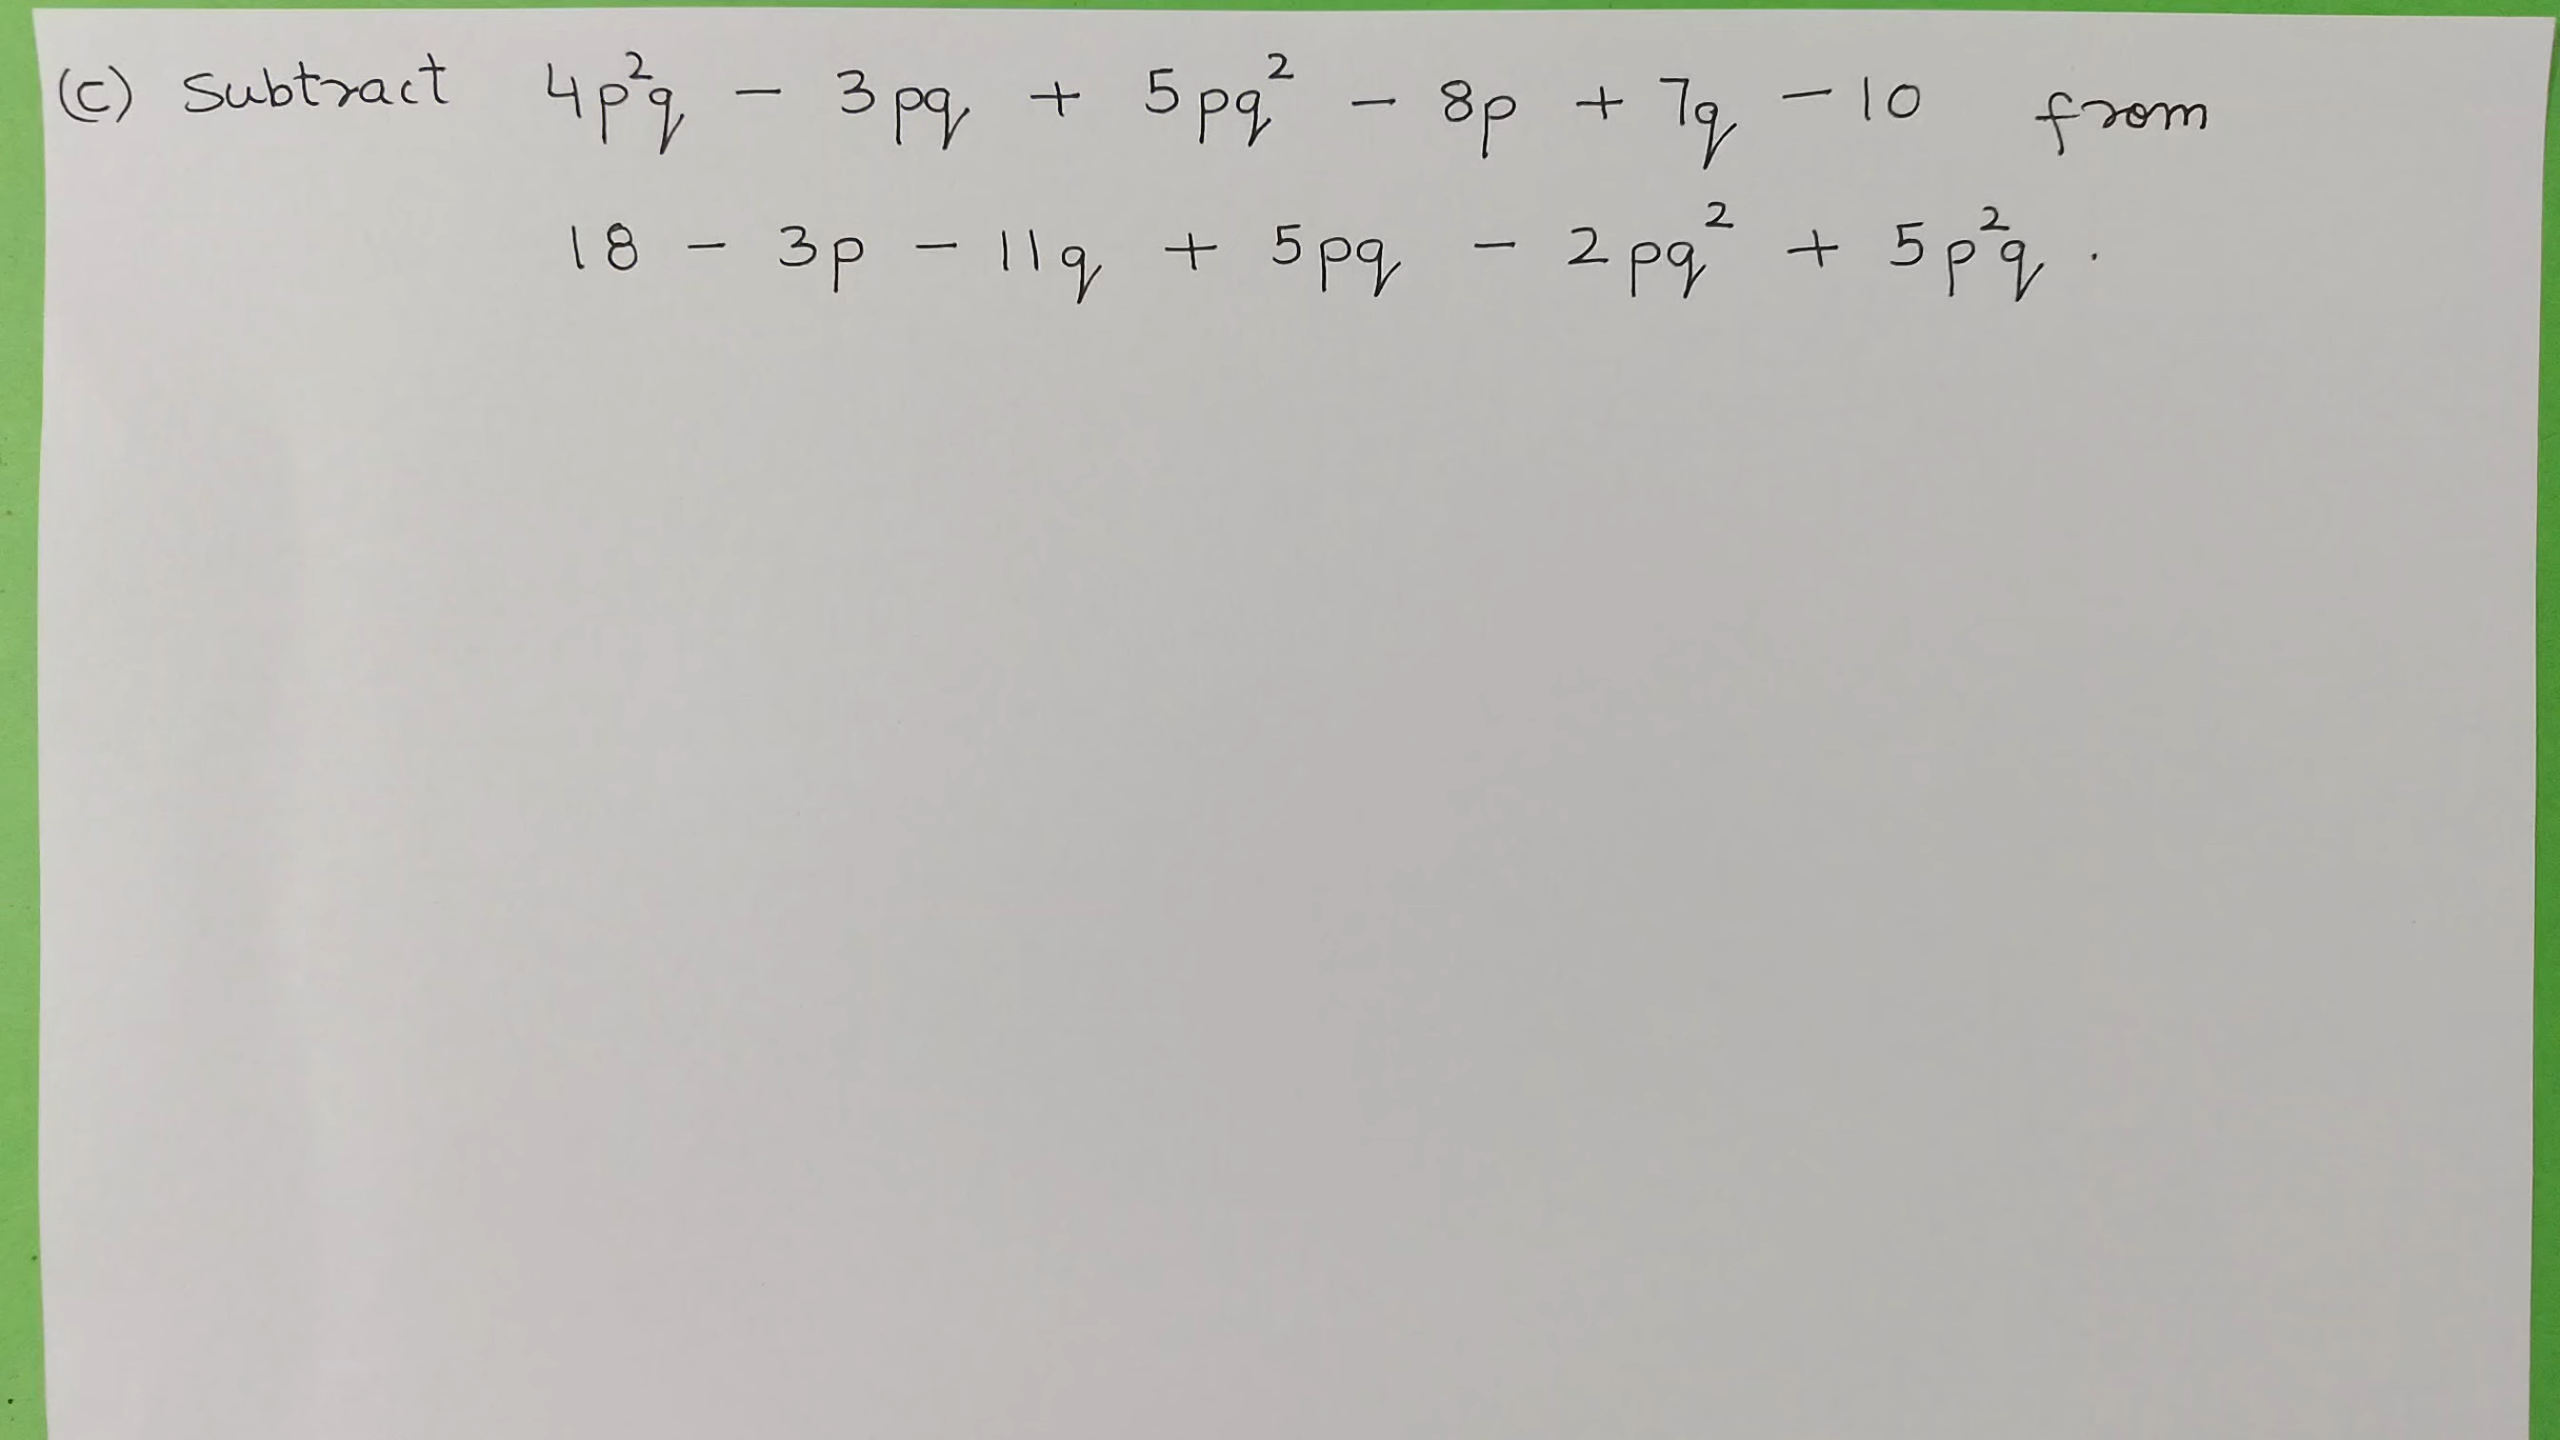 (c) Subtract 4p²q - 3pq + 5pq² - 8p + 7q - 10 from
18 - 3p - 11q + 5pq - 2pq² + 5p²q .